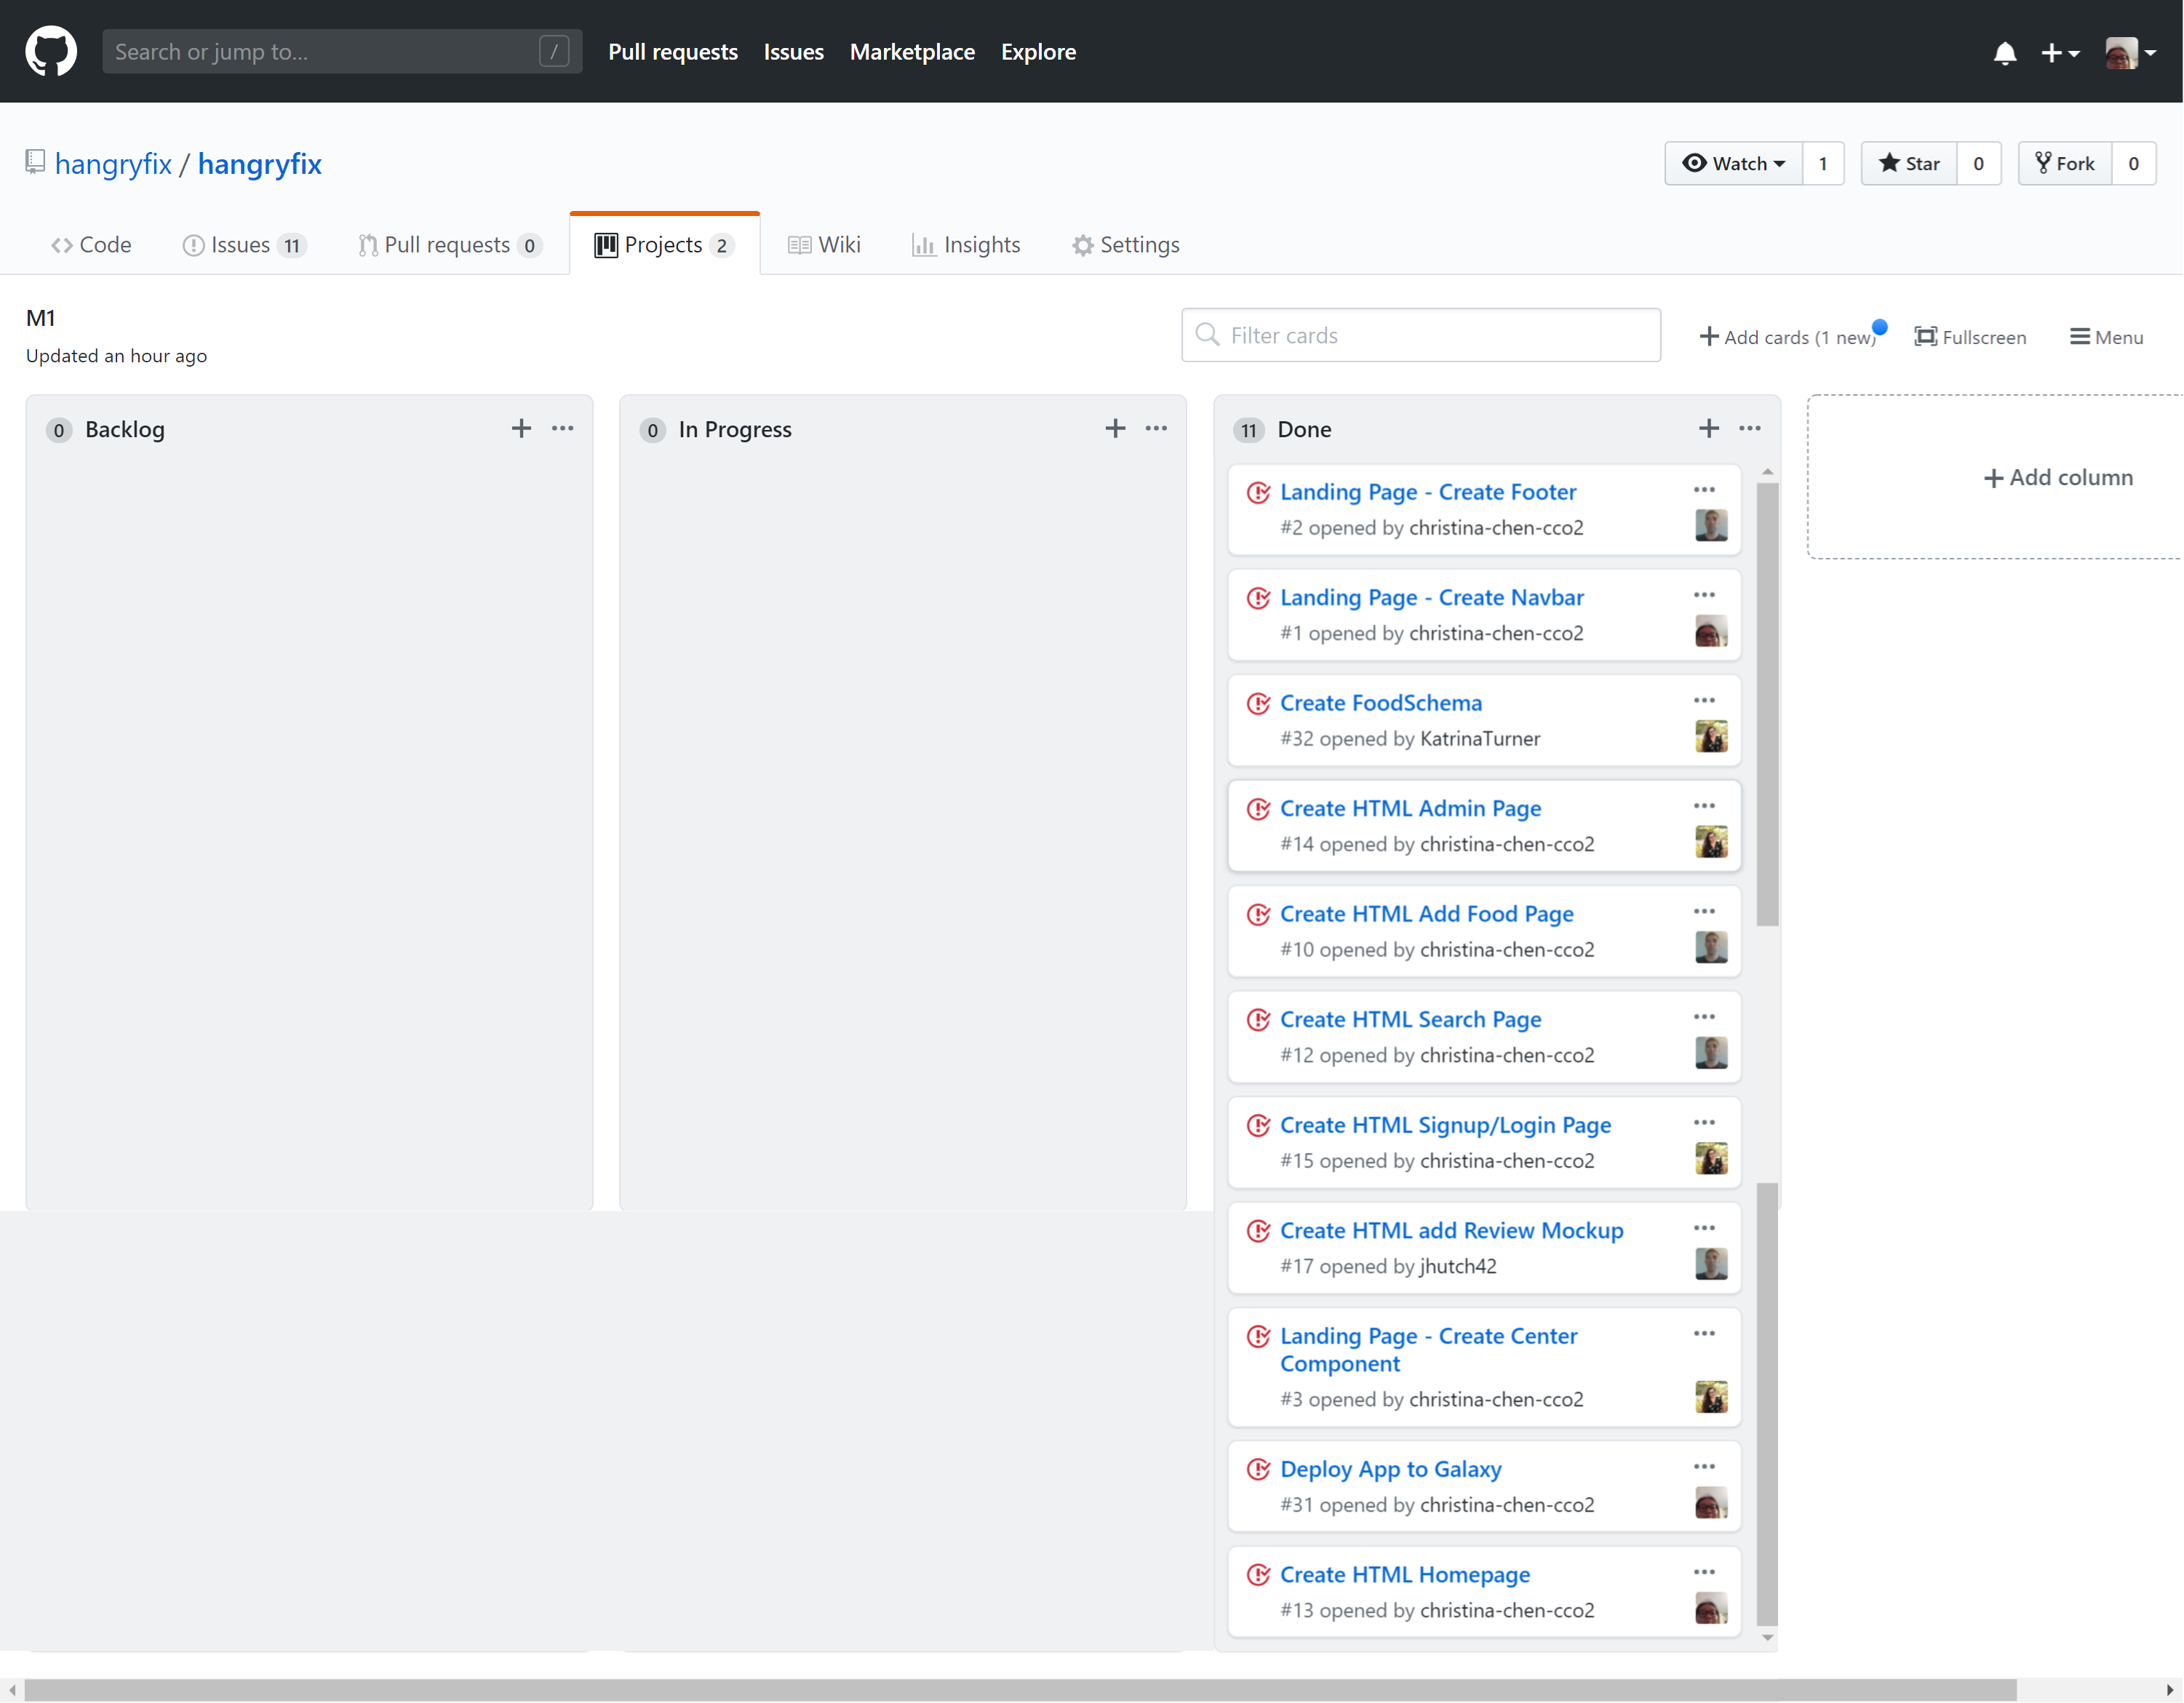 Search or jump to... /
Pull requests Issues Marketplace Explore
hangryfix / hangryfix
Watch 1 Star 0 Fork 0
Code Issues 11 Pull requests 0 Projects 2 Wiki Insights Settings
M1
Updated an hour ago
Filter cards
Add cards (1 new) Fullscreen Menu
0 Backlog
0 In Progress
11 Done
Landing Page - Create Footer
#2 opened by christina-chen-cco2
Landing Page - Create Navbar
#1 opened by christina-chen-cco2
Create FoodSchema
#32 opened by KatrinaTurner
Create HTML Admin Page
#14 opened by christina-chen-cco2
Create HTML Add Food Page
#10 opened by christina-chen-cco2
Create HTML Search Page
#12 opened by christina-chen-cco2
Create HTML Signup/Login Page
#15 opened by christina-chen-cco2
Create HTML add Review Mockup
#17 opened by jhutch42
Landing Page - Create Center
Component
#3 opened by christina-chen-cco2
Deploy App to Galaxy
#31 opened by christina-chen-cco2
Create HTML Homepage
#13 opened by christina-chen-cco2
Add column